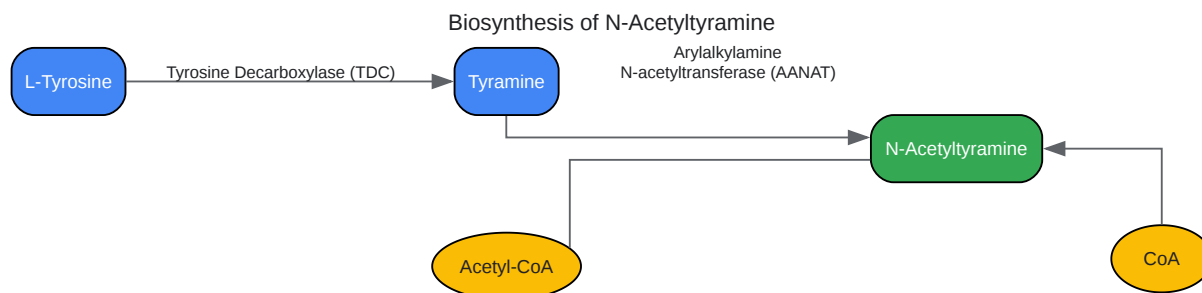 Biosynthesis of N-Acetyltyramine
L-Tyrosine
Tyrosine Decarboxylase (TDC)
Tyramine
Arylalkylamine
N-acetyltransferase (AANAT)
N-Acetyltyramine
Acetyl-CoA
CoA